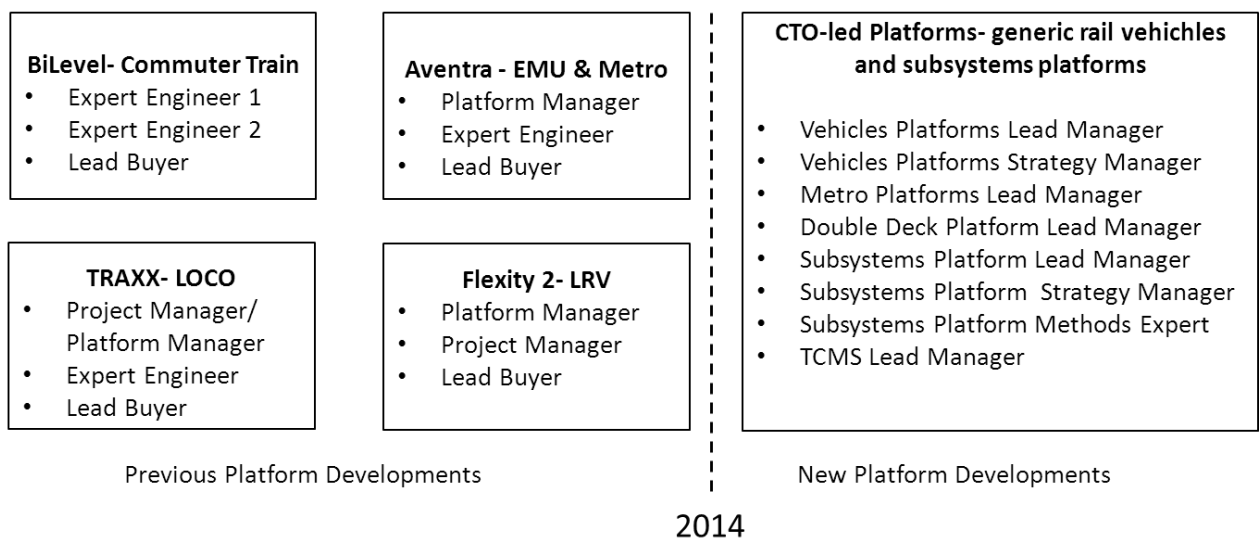 BiLevel- Commuter Train
• Expert Engineer 1
• Expert Engineer 2
• Lead Buyer
Aventra - EMU & Metro
• Platform Manager
• Expert Engineer
• Lead Buyer
TRAXX- LOCO
• Project Manager/
Platform Manager
• Expert Engineer
• Lead Buyer
Flexity 2- LRV
• Platform Manager
• Project Manager
• Lead Buyer
Previous Platform Developments
CTO-led Platforms- generic rail vehichles
and subsystems platforms
• Vehicles Platforms Lead Manager
• Vehicles Platforms Strategy Manager
• Metro Platforms Lead Manager
• Double Deck Platform Lead Manager
• Subsystems Platform Lead Manager
• Subsystems Platform  Strategy Manager
• Subsystems Platform Methods Expert
• TCMS Lead Manager
New Platform Developments
2014